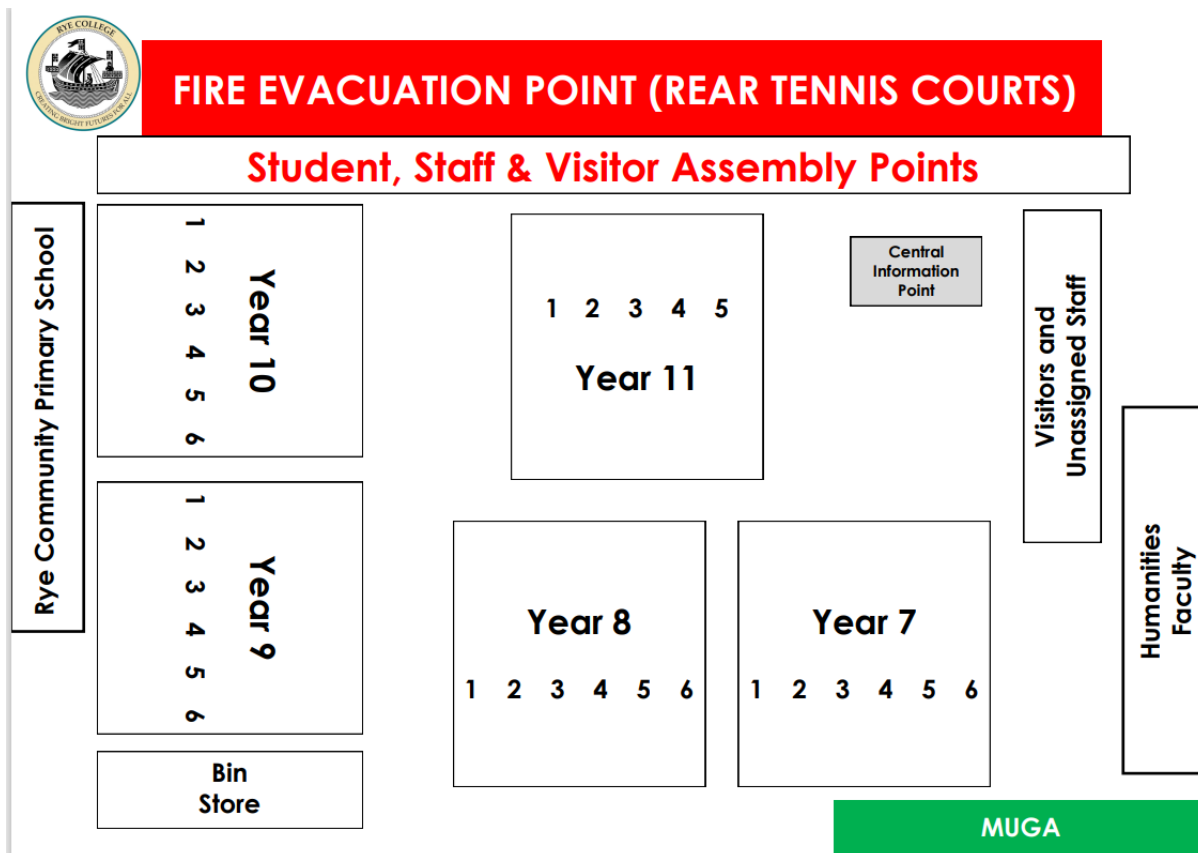 RYE COLLEGE
CREATING BRIGHT FUTURES FOR ALL
FIRE EVACUATION POINT (REAR TENNIS COURTS)
Student, Staff & Visitor Assembly Points
Rye Community Primary School
1
2
3
4
5
6
Year 10
1 2 3 4 5
Year 11
Central
Information
Point
Visitors and
Unassigned Staff
1
2
3
4
5
6
Year 9
Year 8
1 2 3 4 5 6
Year 7
1 2 3 4 5 6
Humanities
Faculty
Bin
Store
MUGA